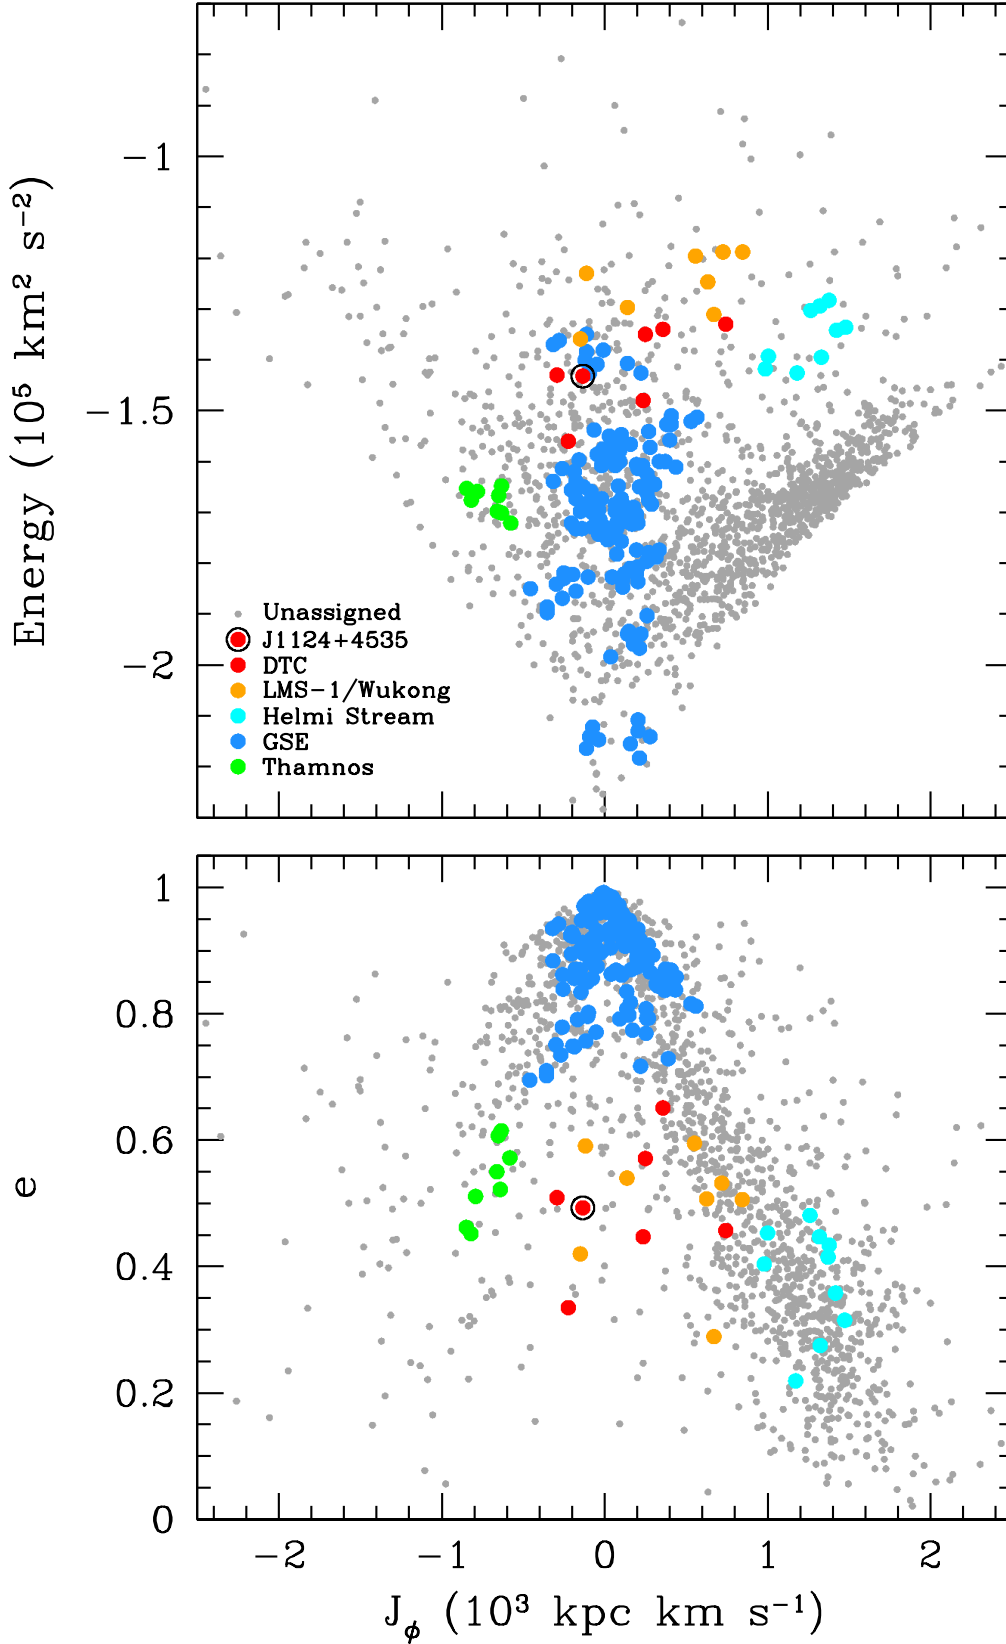 Energy (10⁵ km² s⁻²)
−1
−1.5
−2
Unassigned
J1124+4535
DTC
LMS-1/Wukong
Helmi Stream
GSE
Thamnos
e
1
0.8
0.6
0.4
0.2
0
−2 −1 0 1 2
J_ϕ (10³ kpc km s⁻¹)